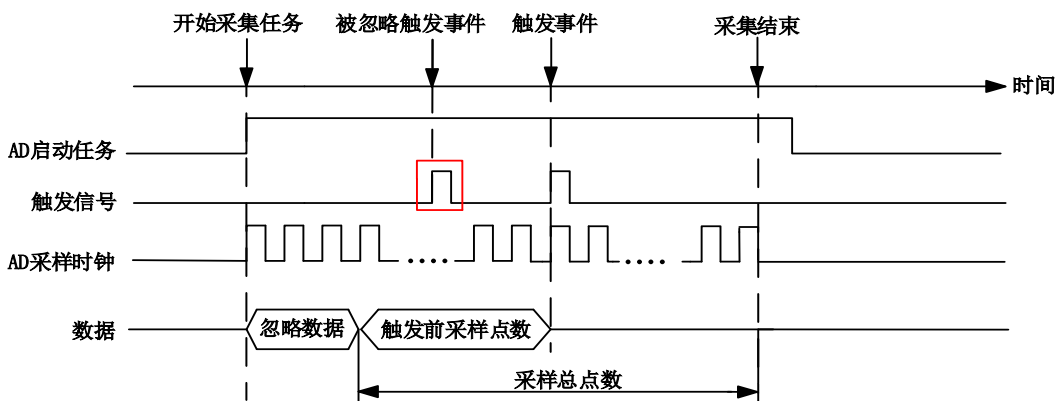 开始采集任务
被忽略触发事件
触发事件
采集结束
时间
AD启动任务
触发信号
AD采样时钟
数据
忽略数据
触发前采样点数
采样总点数